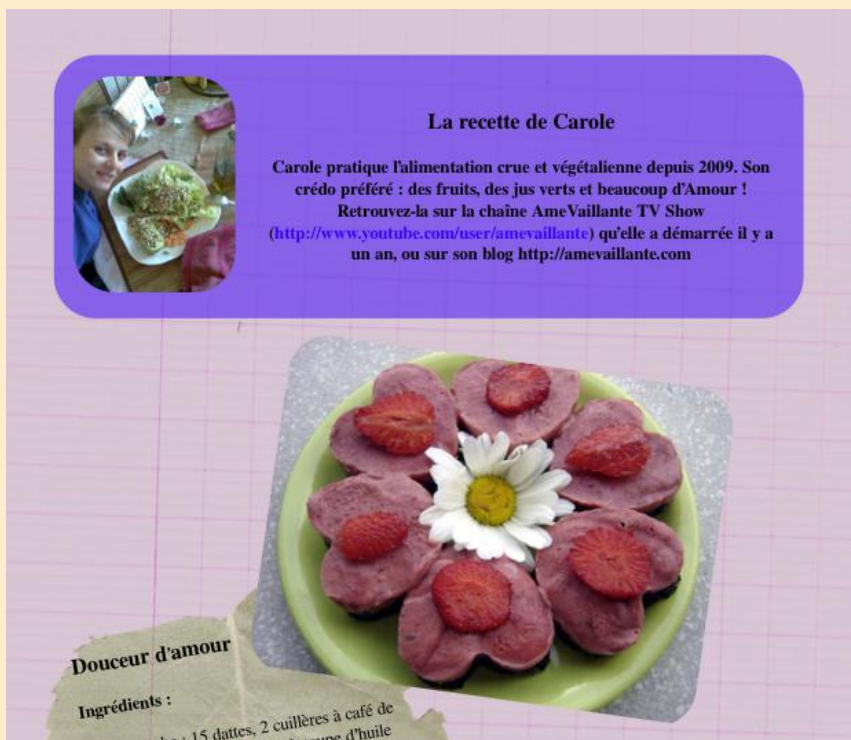 La recette de Carole
Carole pratique l'alimentation crue et végétalienne depuis 2009. Son
crédo préféré : des fruits, des jus verts et beaucoup d'Amour !
Retrouvez-la sur la chaîne AmeVaillante TV Show
(http://www.youtube.com/user/amevaillante) qu'elle a démarrée il y a
un an, ou sur son blog http://amevaillante.com
Douceur d'amour
Ingrédients :
: 15 dattes, 2 cuillères à café de
d'huile